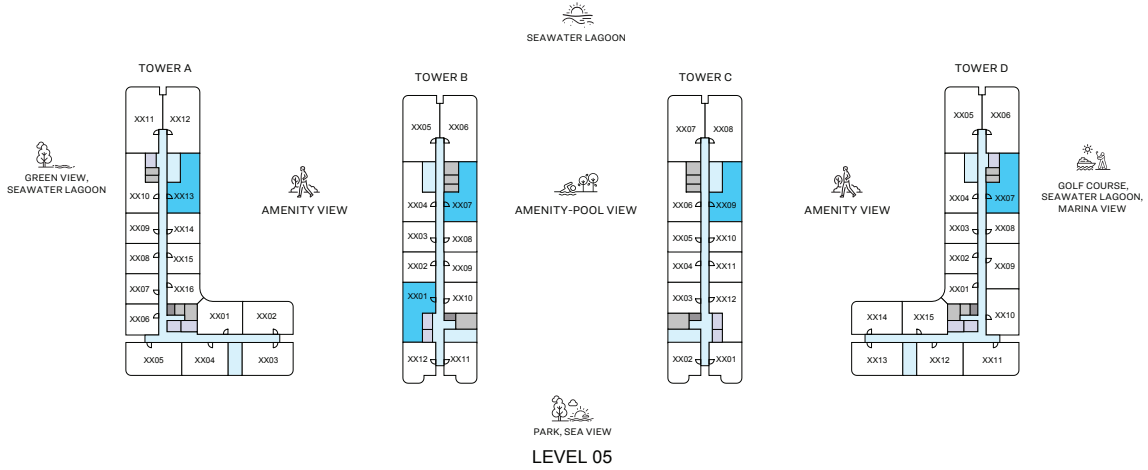 SEAWATER LAGOON
TOWER A
TOWER B
TOWER C
TOWER D
XX11
XX12
XX10
XX13
XX09
XX14
XX08
XX15
XX07
XX16
XX06
XX01
XX02
XX05
XX04
XX03
XX05
XX06
XX04
XX07
XX03
XX08
XX02
XX09
XX01
XX10
XX12
XX11
XX07
XX08
XX06
XX09
XX05
XX10
XX04
XX11
XX03
XX12
XX02
XX01
XX05
XX06
XX04
XX07
XX03
XX08
XX02
XX09
XX01
XX10
XX14
XX15
XX13
XX12
XX11
GREEN VIEW,
SEAWATER LAGOON
AMENITY VIEW
AMENITY-POOL VIEW
AMENITY VIEW
GOLF COURSE,
SEAWATER LAGOON,
MARINA VIEW
PARK, SEA VIEW
LEVEL 05